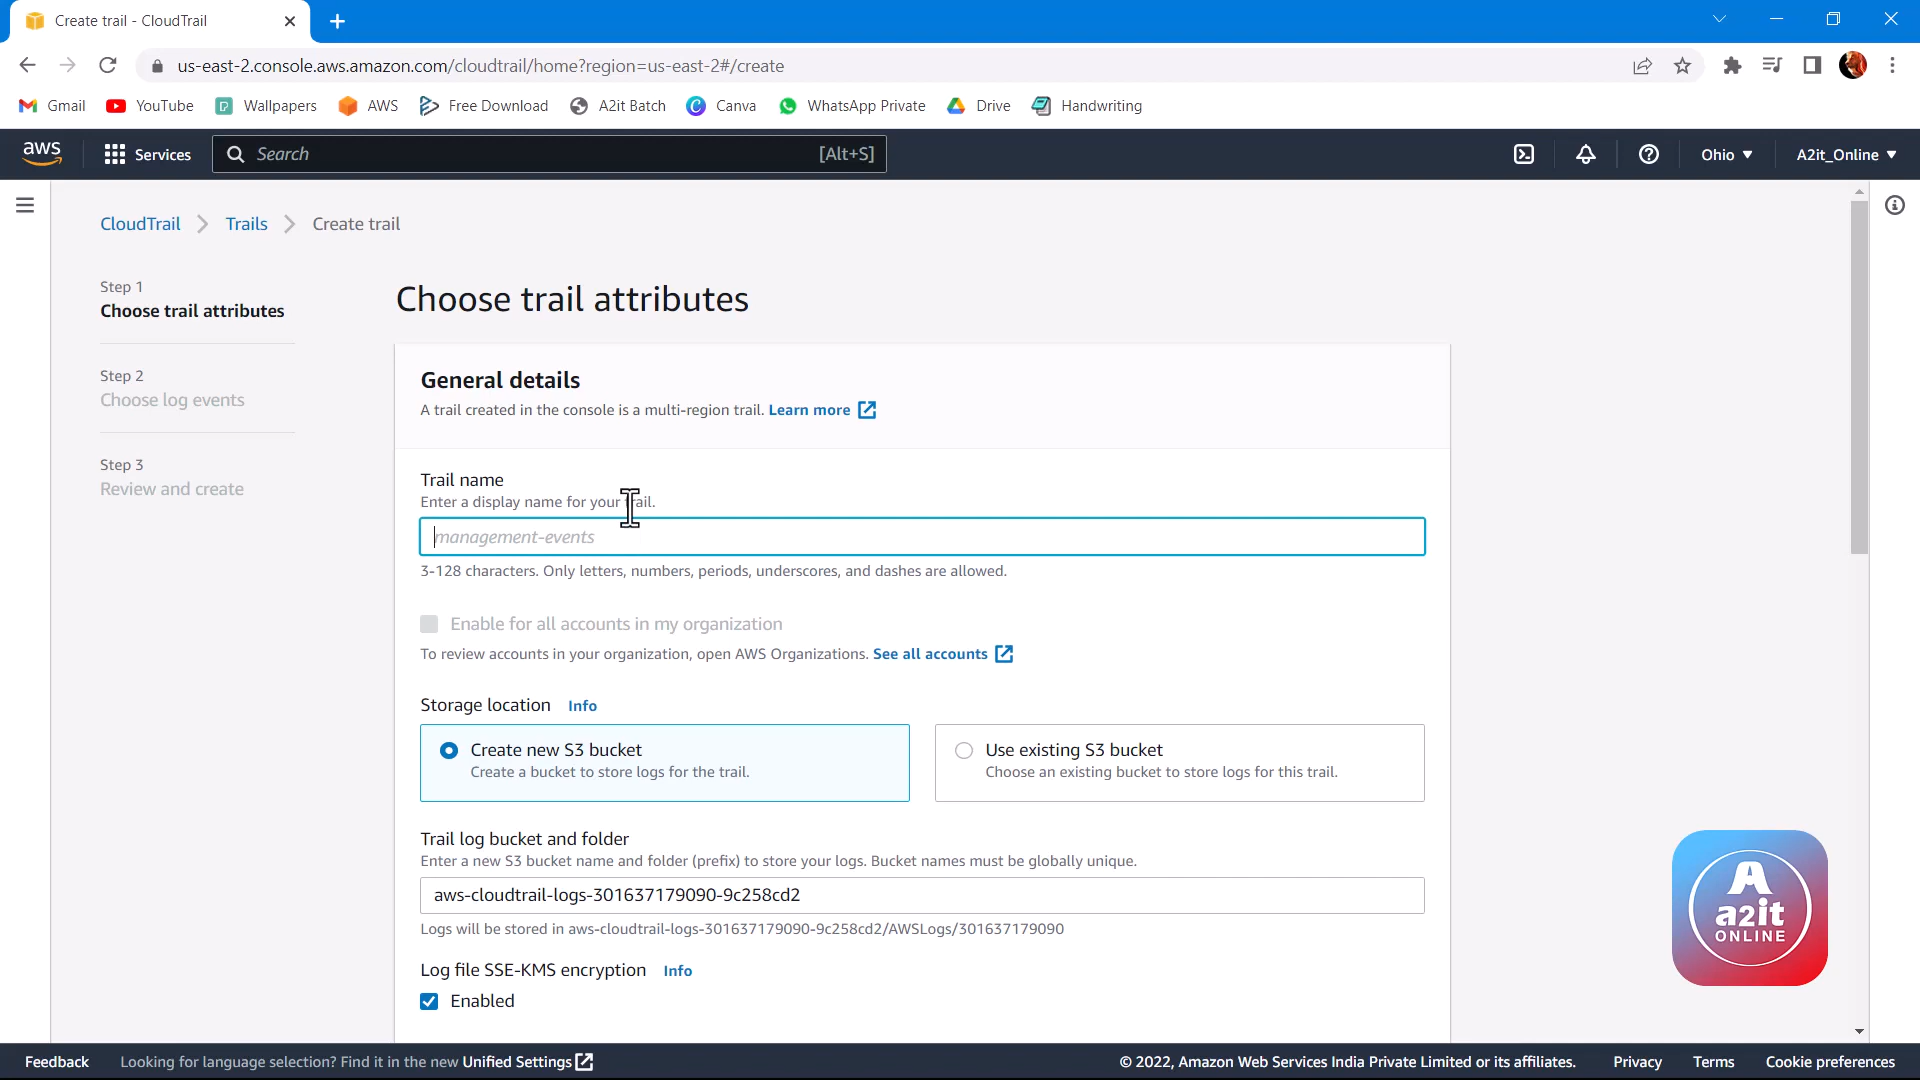 Create trail - CloudTrail
us-east-2.console.aws.amazon.com/cloudtrail/home?region=us-east-2#/create
Gmail YouTube Wallpapers AWS Free Download A2it Batch Canva WhatsApp Private Drive Handwriting
aws Services Search [Alt+S] Ohio A2it_Online
CloudTrail Trails Create trail
Step 1
Choose trail attributes
Step 2
Choose log events
Step 3
Review and create
Choose trail attributes
General details
A trail created in the console is a multi-region trail. Learn more
Trail name
Enter a display name for your trail.
management-events
3-128 characters. Only letters, numbers, periods, underscores, and dashes are allowed.
Enable for all accounts in my organization
To review accounts in your organization, open AWS Organizations. See all accounts
Storage location Info
Create new S3 bucket
Create a bucket to store logs for the trail.
Use existing S3 bucket
Choose an existing bucket to store logs for this trail.
Trail log bucket and folder
Enter a new S3 bucket name and folder (prefix) to store your logs. Bucket names must be globally unique.
aws-cloudtrail-logs-301637179090-9c258cd2
Logs will be stored in aws-cloudtrail-logs-301637179090-9c258cd2/AWSLogs/301637179090
Log file SSE-KMS encryption Info
Enabled
A
a2it
ONLINE
Feedback Looking for language selection? Find it in the new Unified Settings © 2022, Amazon Web Services India Private Limited or its affiliates. Privacy Terms Cookie preferences